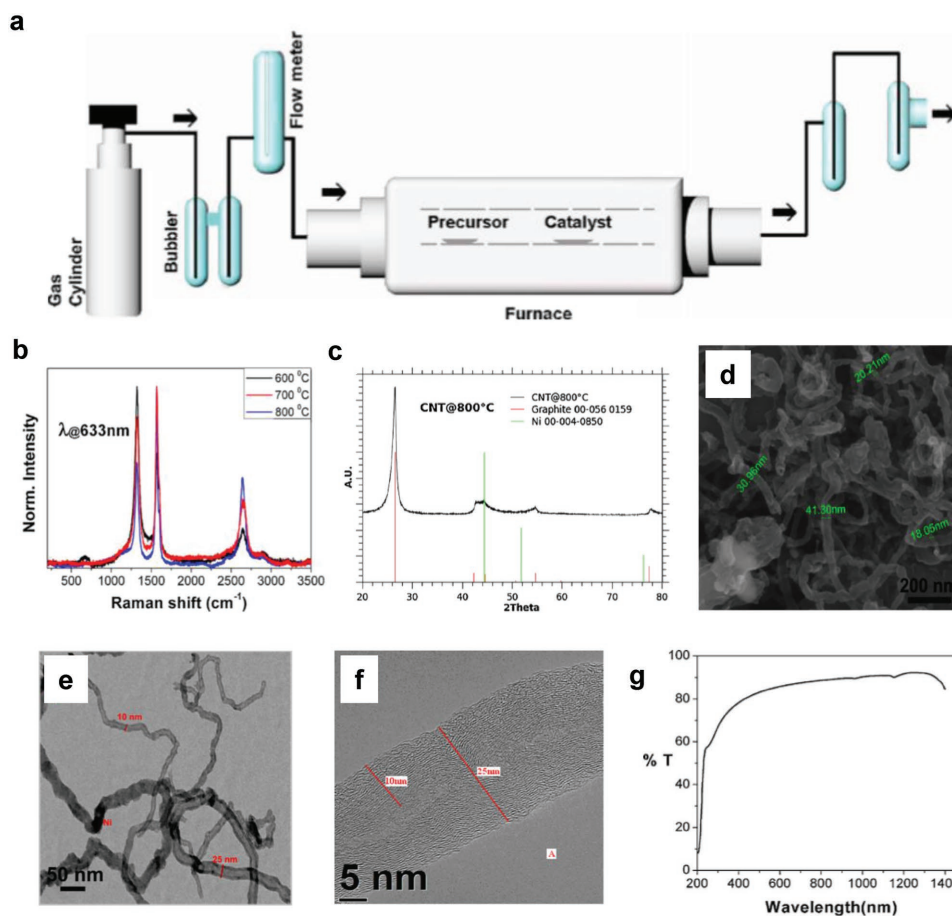 a
Gas
Cylinder
Bubbler
Flow meter
Precursor
Catalyst
Furnace
b
λ@633nm
600 °C
700 °C
800 °C
Norm. Intensity
500 1000 1500 2000 2500 3000 3500
Raman shift (cm⁻¹)
c
CNT@800°C
CNT@800°C
Graphite 00-056 0159
Ni 00-004-0850
A.U.
20 30 40 50 60 70 80
2Theta
d
20.21nm
30.96nm
41.30nm
18.05nm
200 nm
e
10 nm
Ni
25 nm
50 nm
f
10nm
25nm
A
5 nm
g
100
80
60
40
20
0
% T
200 400 600 800 1000 1200 1400
Wavelength(nm)